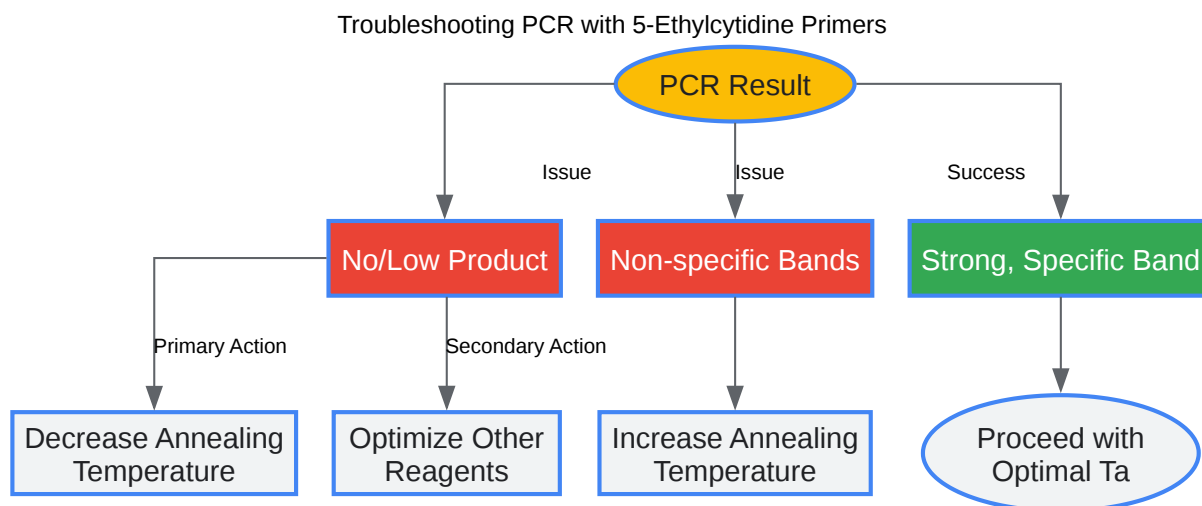 Troubleshooting PCR with 5-Ethylcytidine Primers
PCR Result
Issue
Issue
Success
No/Low Product
Non-specific Bands
Strong, Specific Band
Primary Action
Secondary Action
Decrease Annealing
Temperature
Optimize Other
Reagents
Increase Annealing
Temperature
Proceed with
Optimal Ta